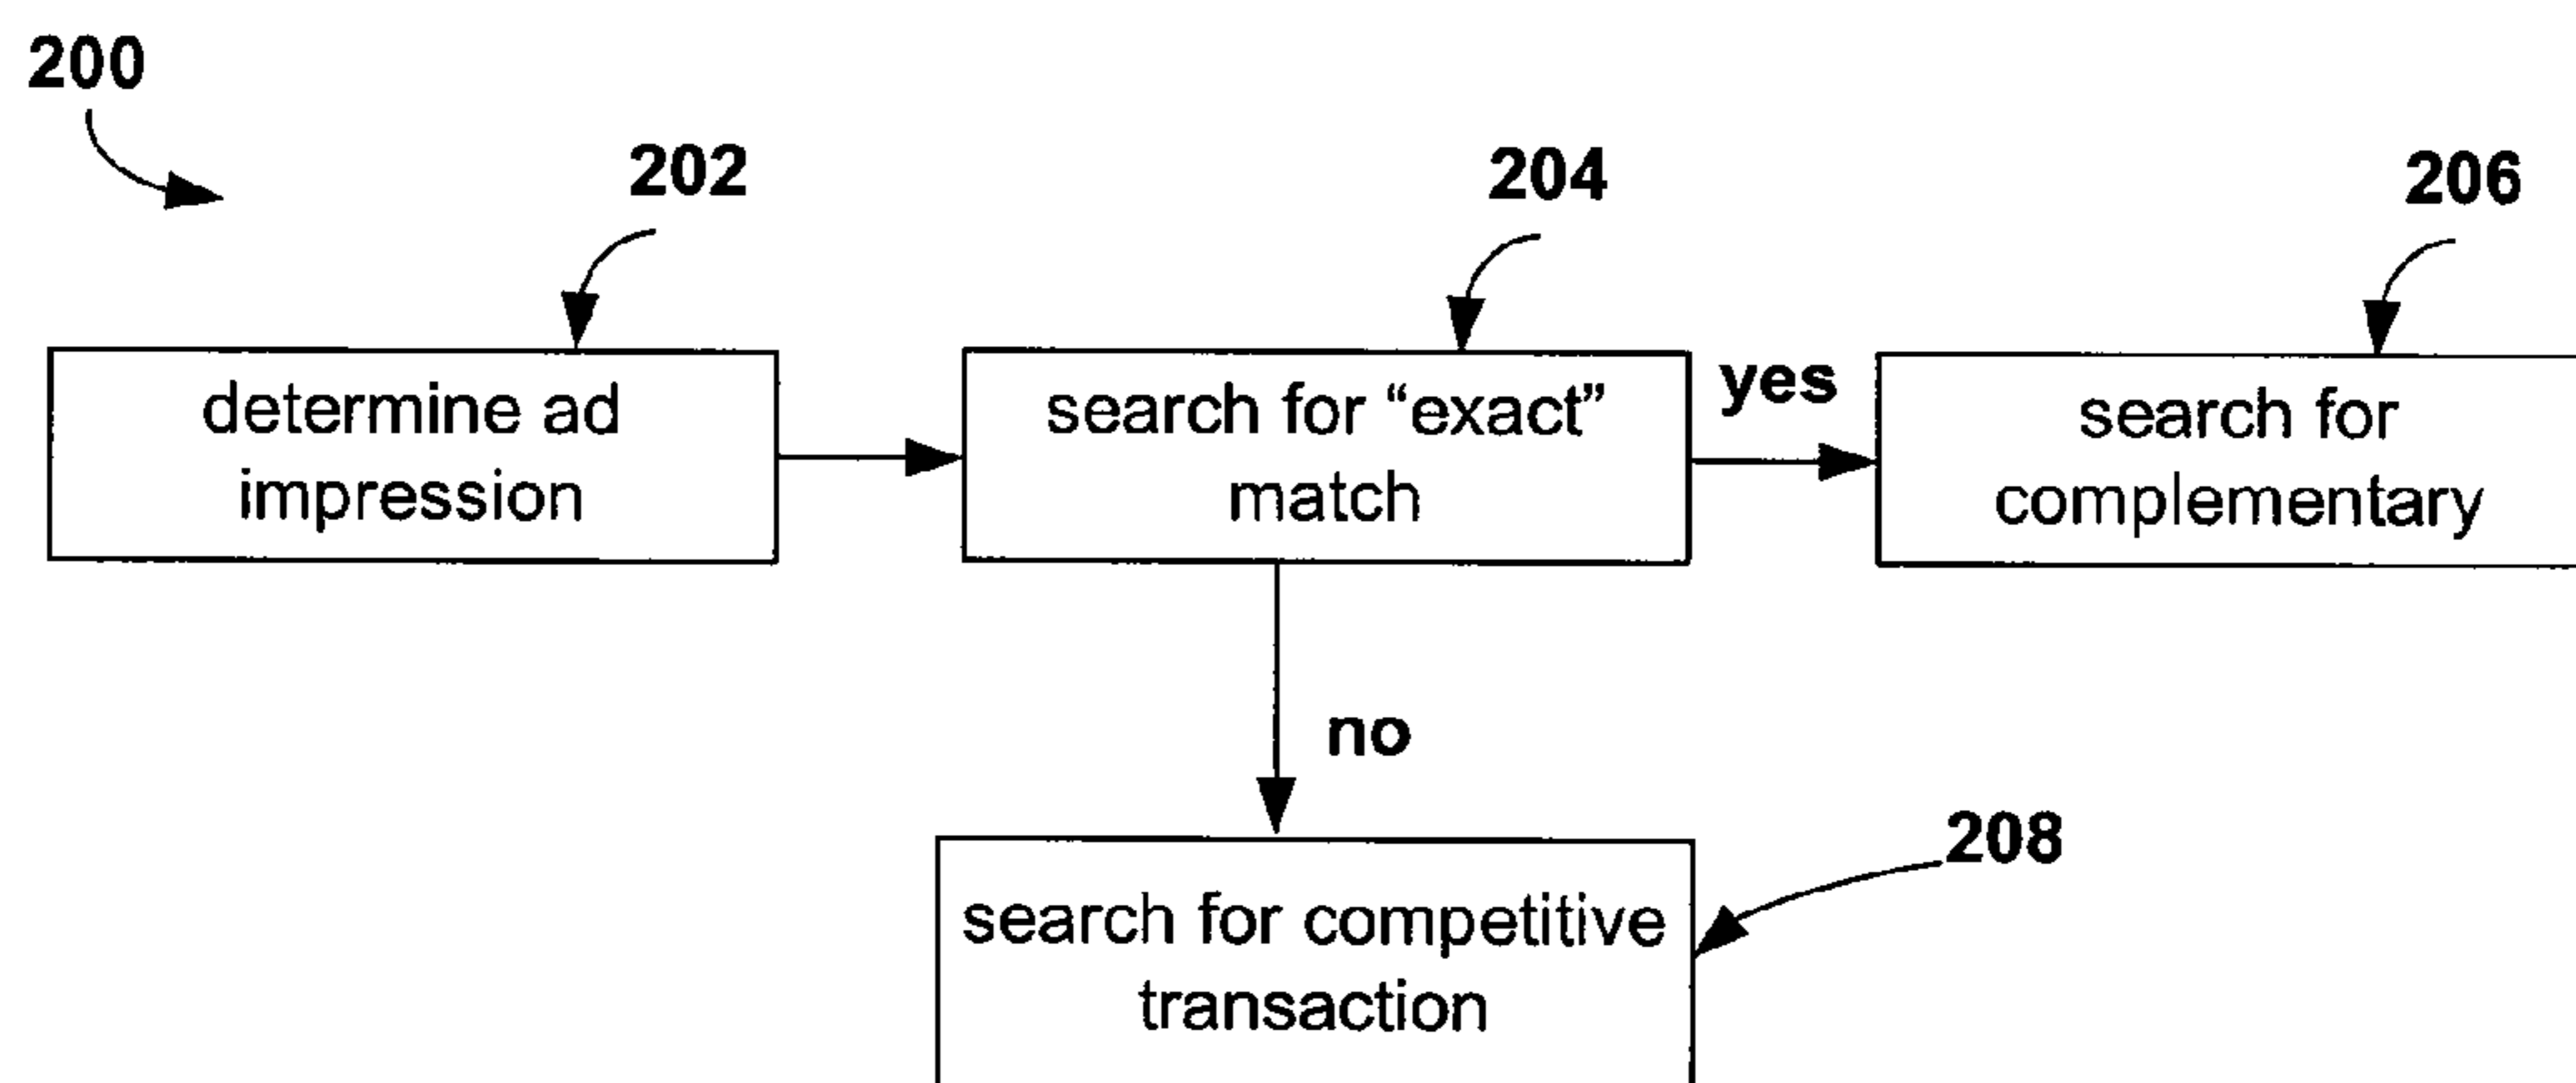 200
202
204
206
determine ad
impression
search for “exact”
match
yes
search for
complementary
no
208
search for competitive
transaction